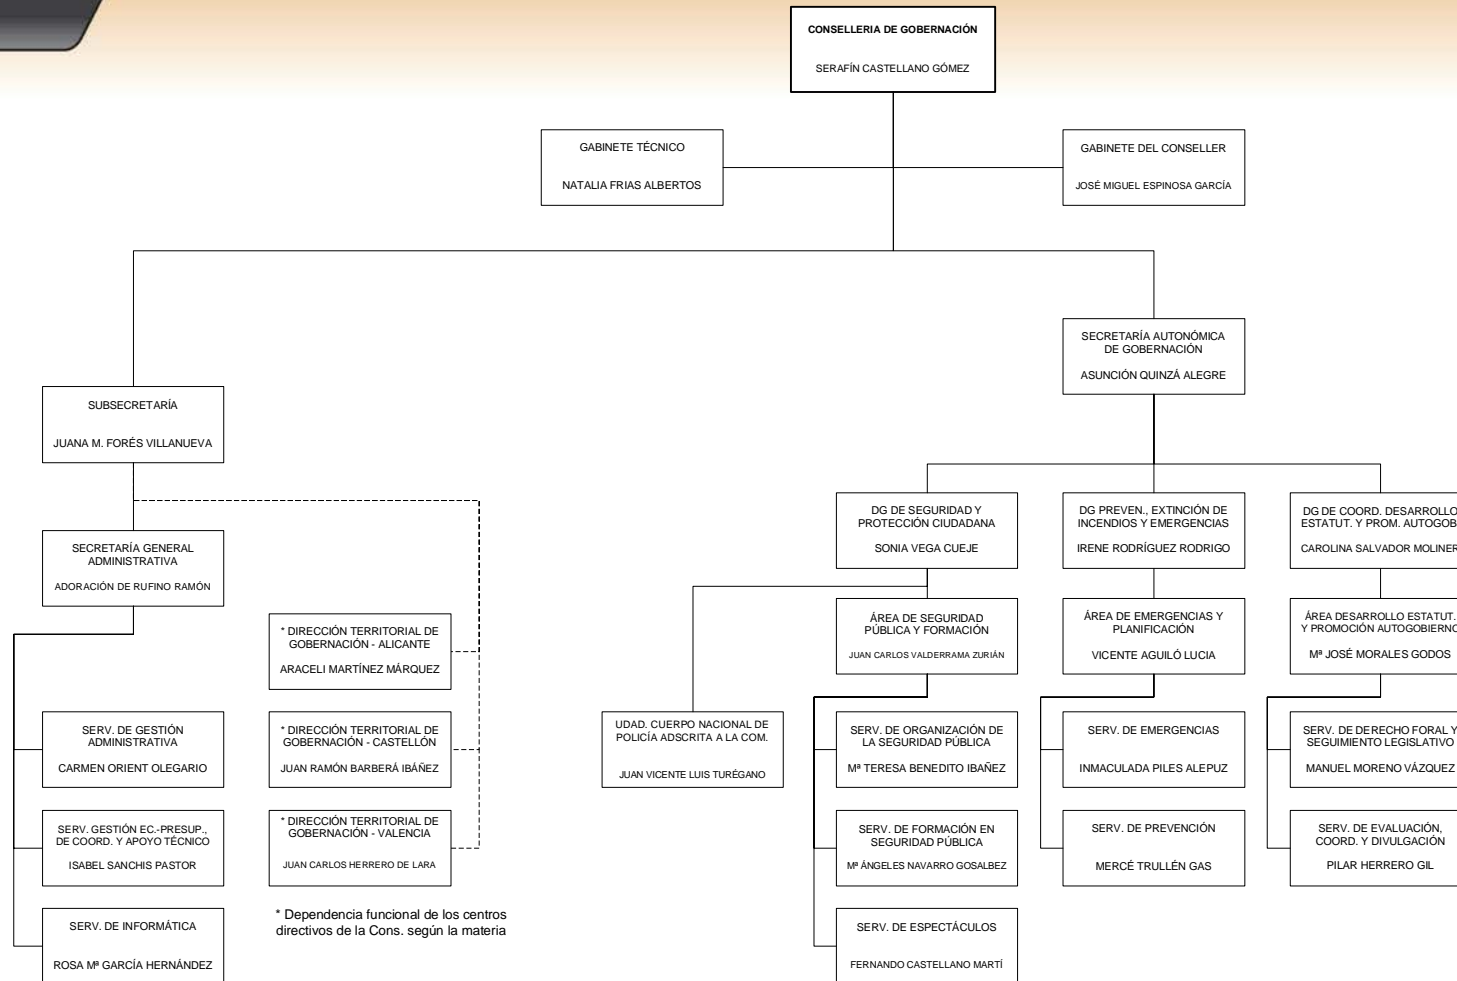 CONSELLERIA DE GOBERNACIÓN
SERAFÍN CASTELLANO GÓMEZ
GABINETE TÉCNICO
NATALIA FRIAS ALBERTOS
GABINETE DEL CONSELLER
JOSÉ MIGUEL ESPINOSA GARCÍA
SECRETARÍA AUTONÓMICA
DE GOBERNACIÓN
ASUNCIÓN QUINZÁ ALEGRE
SUBSECRETARÍA
JUANA M. FORÉS VILLANUEVA
SECRETARÍA GENERAL
ADMINISTRATIVA
ADORACIÓN DE RUFINO RAMÓN
DG DE SEGURIDAD Y
PROTECCIÓN CIUDADANA
SONIA VEGA CUEJE
DG PREVEN., EXTINCIÓN DE
INCENDIOS Y EMERGENCIAS
IRENE RODRÍGUEZ RODRIGO
DG DE COORD. DESARROLLO
ESTATUT. Y PROM. AUTOGOB
CAROLINA SALVADOR MOLINER
* DIRECCIÓN TERRITORIAL DE
GOBERNACIÓN - ALICANTE
ARACELI MARTÍNEZ MÁRQUEZ
ÁREA DE SEGURIDAD
PÚBLICA Y FORMACIÓN
JUAN CARLOS VALDERRAMA ZURIÁN
ÁREA DE EMERGENCIAS Y
PLANIFICACIÓN
VICENTE AGUILÓ LUCIA
ÁREA DESARROLLO ESTATUT.
Y PROMOCIÓN AUTOGOBIERNO
Mª JOSÉ MORALES GODOS
SERV. DE GESTIÓN
ADMINISTRATIVA
CARMEN ORIENT OLEGARIO
* DIRECCIÓN TERRITORIAL DE
GOBERNACIÓN - CASTELLÓN
JUAN RAMÓN BARBERÁ IBÁÑEZ
UDAD. CUERPO NACIONAL DE
POLICÍA ADSCRITA A LA COM.
JUAN VICENTE LUIS TURÉGANO
SERV. DE ORGANIZACIÓN DE
LA SEGURIDAD PÚBLICA
Mª TERESA BENEDITO IBAÑEZ
SERV. DE EMERGENCIAS
INMACULADA PILES ALEPUZ
SERV. DE DERECHO FORAL Y
SEGUIMIENTO LEGISLATIVO
MANUEL MORENO VÁZQUEZ
SERV. GESTIÓN EC.-PRESUP.,
DE COORD. Y APOYO TÉCNICO
ISABEL SANCHIS PASTOR
* DIRECCIÓN TERRITORIAL DE
GOBERNACIÓN - VALENCIA
JUAN CARLOS HERRERO DE LARA
SERV. DE FORMACIÓN EN
SEGURIDAD PÚBLICA
Mª ÁNGELES NAVARRO GOSALBEZ
SERV. DE PREVENCIÓN
MERCÉ TRULLÉN GAS
SERV. DE EVALUACIÓN,
COORD. Y DIVULGACIÓN
PILAR HERRERO GIL
* Dependencia funcional de los centros
directivos de la Cons. según la materia
SERV. DE INFORMÁTICA
ROSA Mª GARCÍA HERNÁNDEZ
SERV. DE ESPECTÁCULOS
FERNANDO CASTELLANO MARTÍ